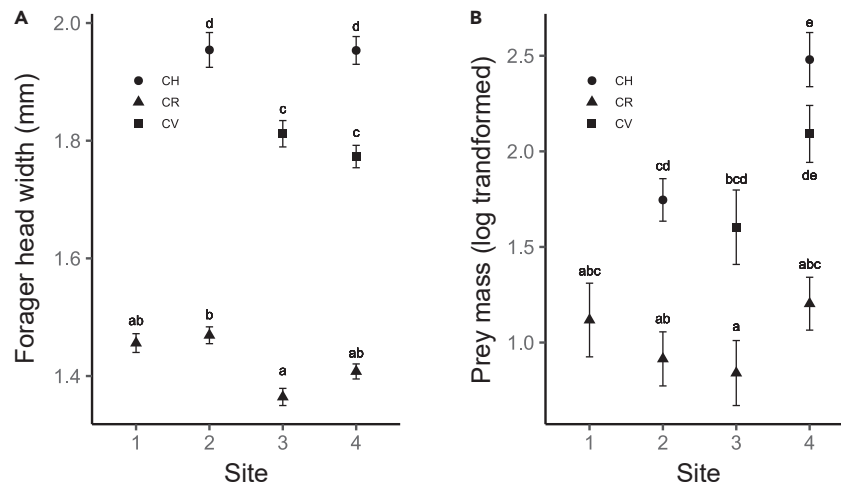 A
Forager head width (mm)
2.0
1.8
1.6
1.4
CH
CR
CV
d
d
c
c
ab
b
a
ab
1 2 3 4
Site
B
Prey mass (log trandformed)
2.5
2.0
1.5
1.0
CH
CR
CV
e
cd
bcd
de
abc
ab
a
abc
1 2 3 4
Site